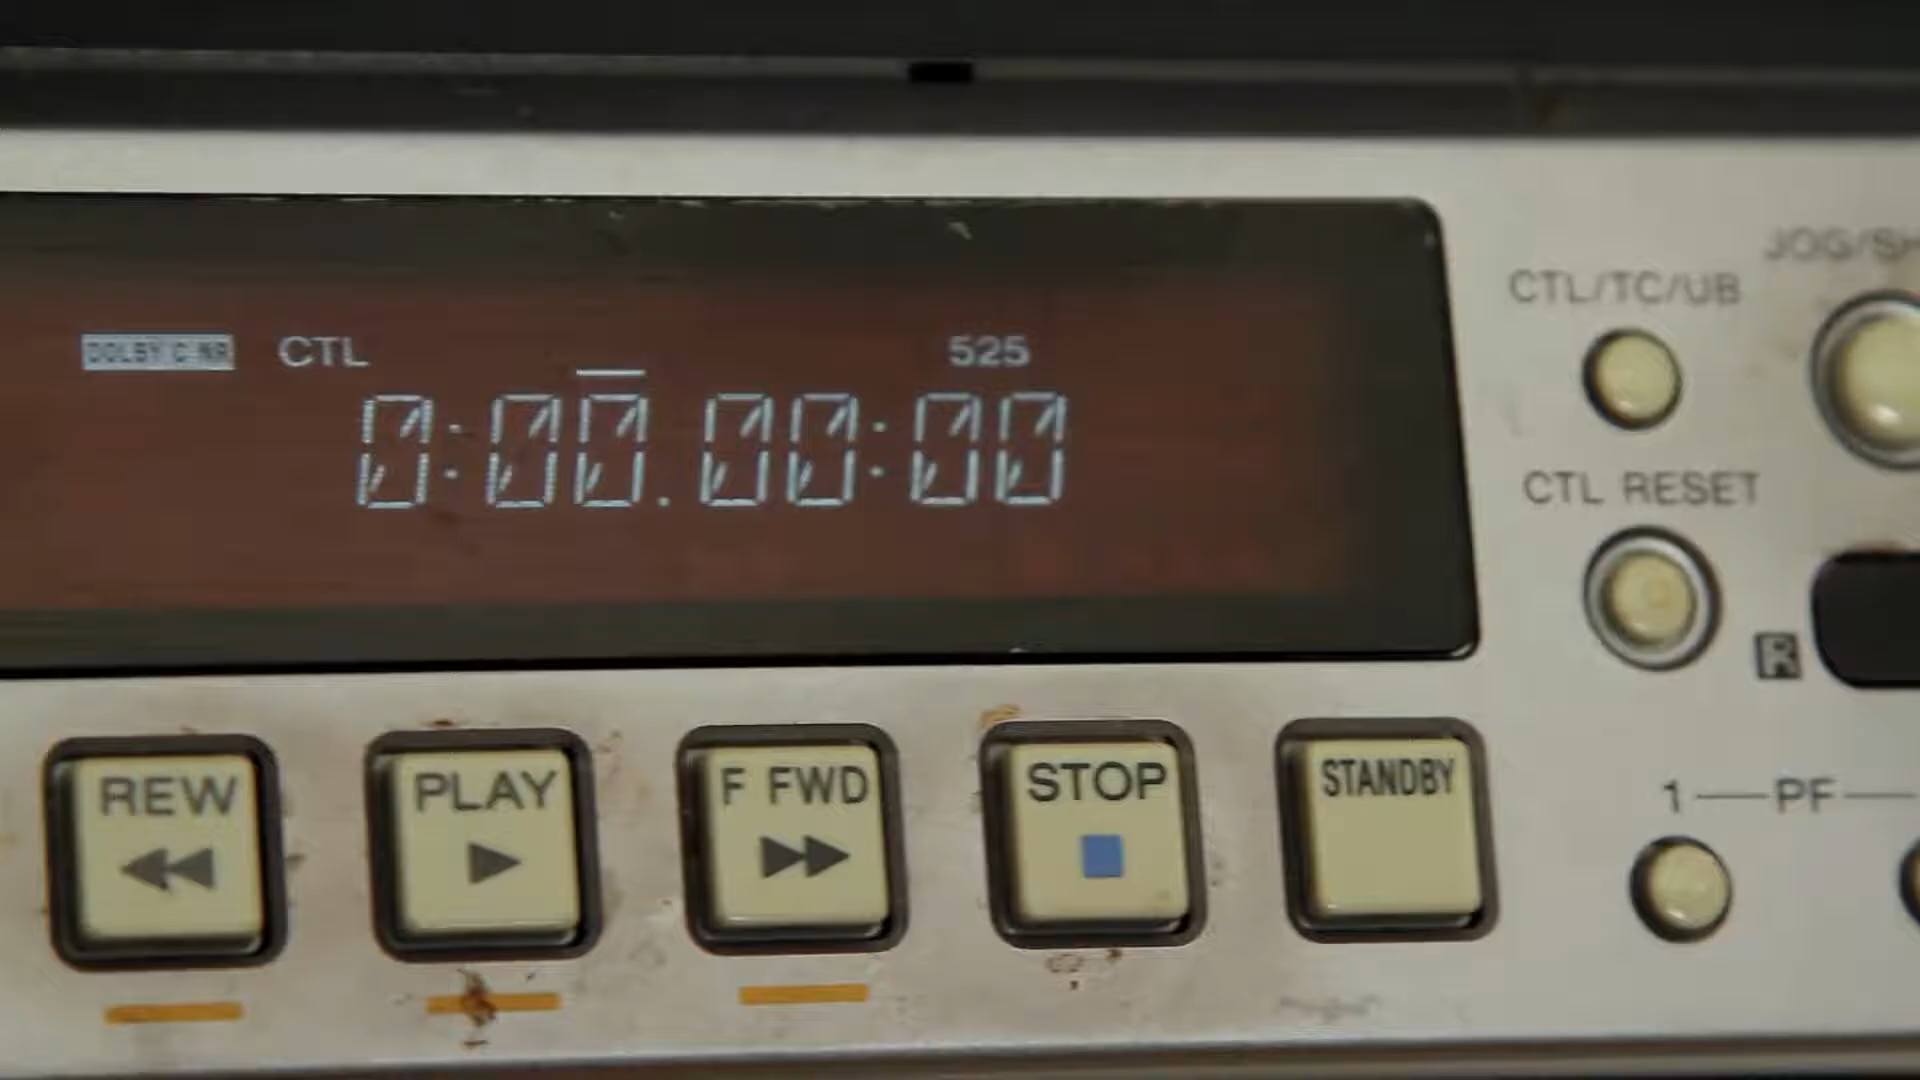 JOG/SH
CTL/TC/UB
DOLBY C NR CTL 525
0:00.00:00
CTL RESET
R
REW PLAY F FWD STOP STANDBY
1 PF